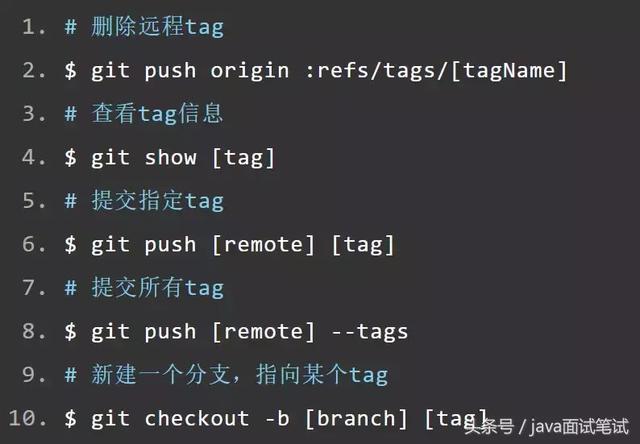 1. # 删除远程tag
2. $ git push origin :refs/tags/[tagName]
3. # 查看tag信息
4. $ git show [tag]
5. # 提交指定tag
6. $ git push [remote] [tag]
7. # 提交所有tag
8. $ git push [remote] --tags
9. # 新建一个分支，指向某个tag
10. $ git checkout -b [branch] [tag]
头条号 / java面试笔试